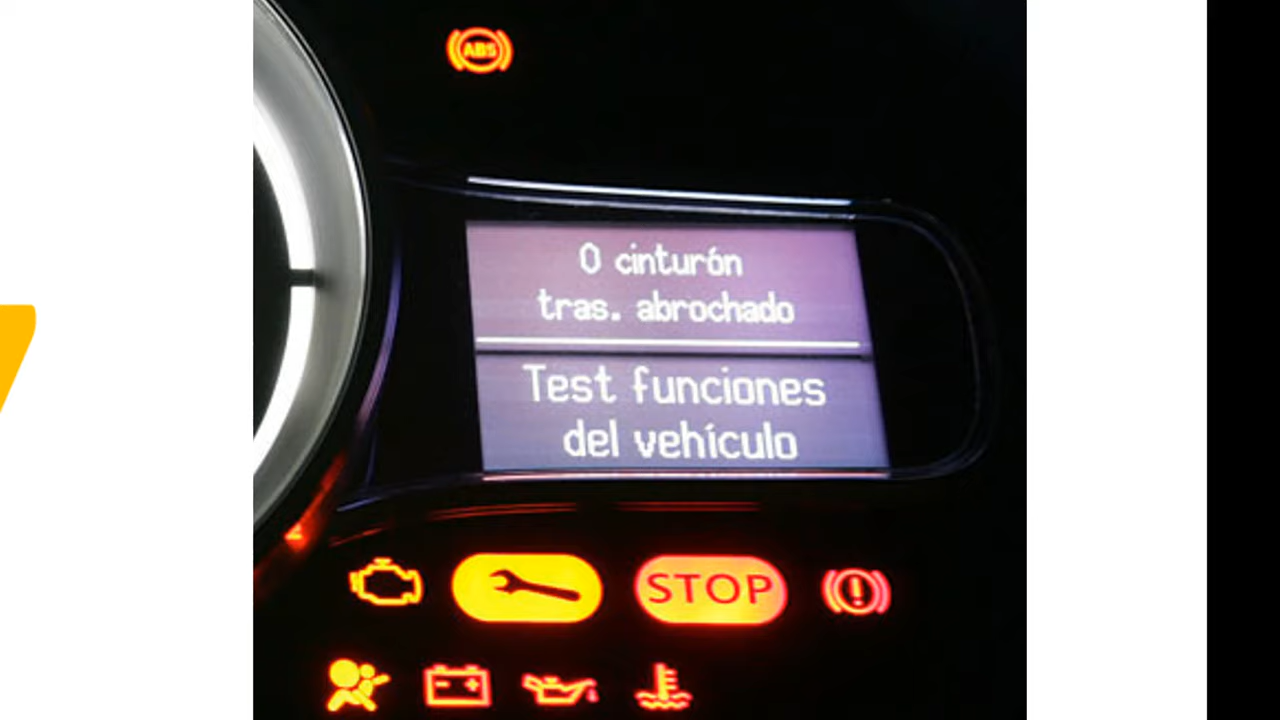 ABS
0 cinturón
tras. abrochado
Test funciones
del vehículo
STOP